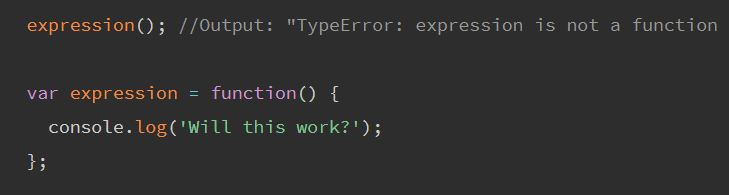 expression(); //Output: "TypeError: expression is not a function
var expression = function() {
console.log('Will this work?');
};